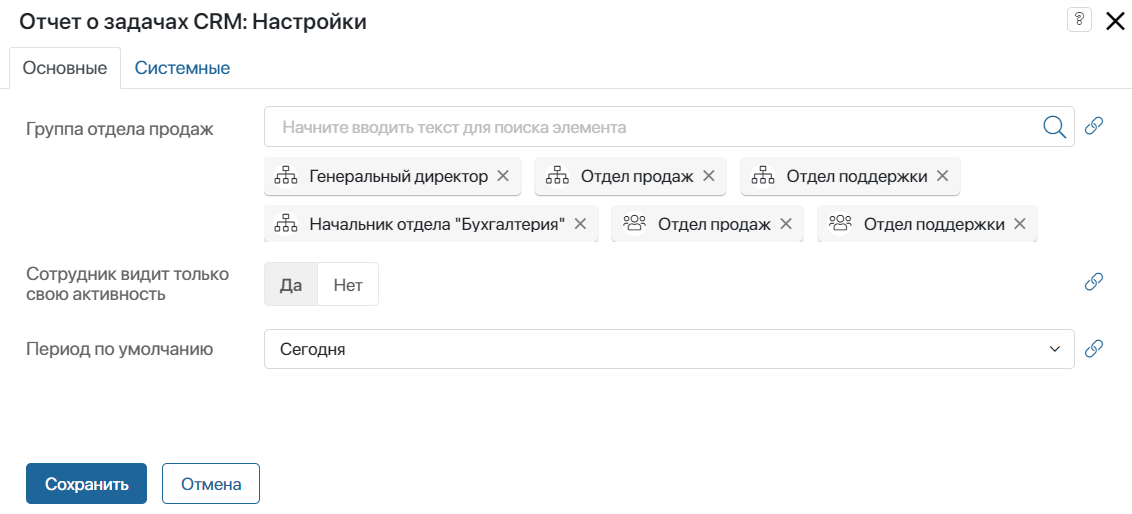 Отчет о задачах CRM: Настройки
?
Основные
Системные
Группа отдела продаж
Начните вводить текст для поиска элемента
Генеральный директор
Отдел продаж
Отдел поддержки
Начальник отдела "Бухгалтерия"
Отдел продаж
Отдел поддержки
Сотрудник видит только
свою активность
Да
Нет
Период по умолчанию
Сегодня
Сохранить
Отмена